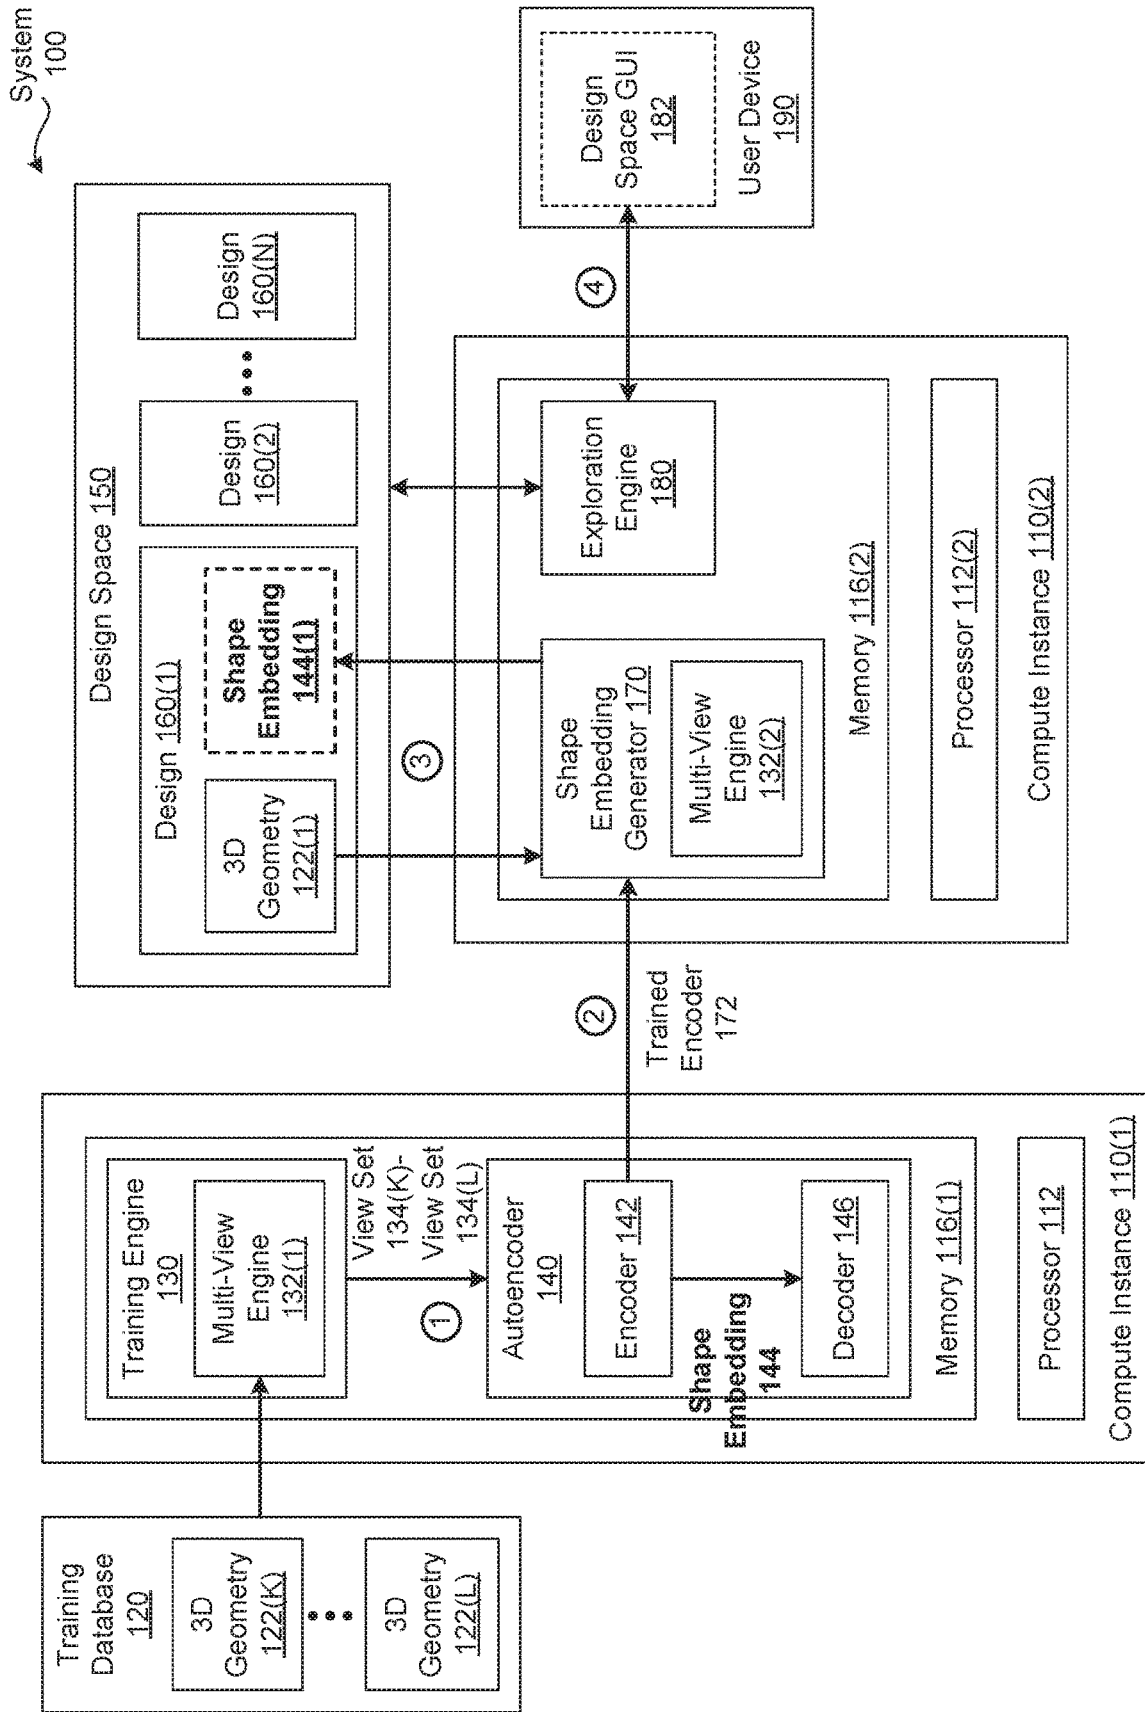 System
100
Training
Database
120
3D
Geometry
122(K)
3D
Geometry
122(L)
Training Engine
130
Multi-View
Engine
132(1)
View Set
134(K)-
View Set
134(L)
1
Autoencoder
140
Encoder 142
Shape
Embedding
144
Decoder 146
Memory 116(1)
Processor 112
Compute Instance 110(1)
2
Trained
Encoder
172
Design Space 150
Design 160(1)
3D
Geometry
122(1)
Shape
Embedding
144(1)
Design
160(2)
Design
160(N)
3
Shape
Embedding
Generator 170
Multi-View
Engine
132(2)
Exploration
Engine
180
Memory 116(2)
Processor 112(2)
Compute Instance 110(2)
4
Design
Space GUI
182
User Device
190